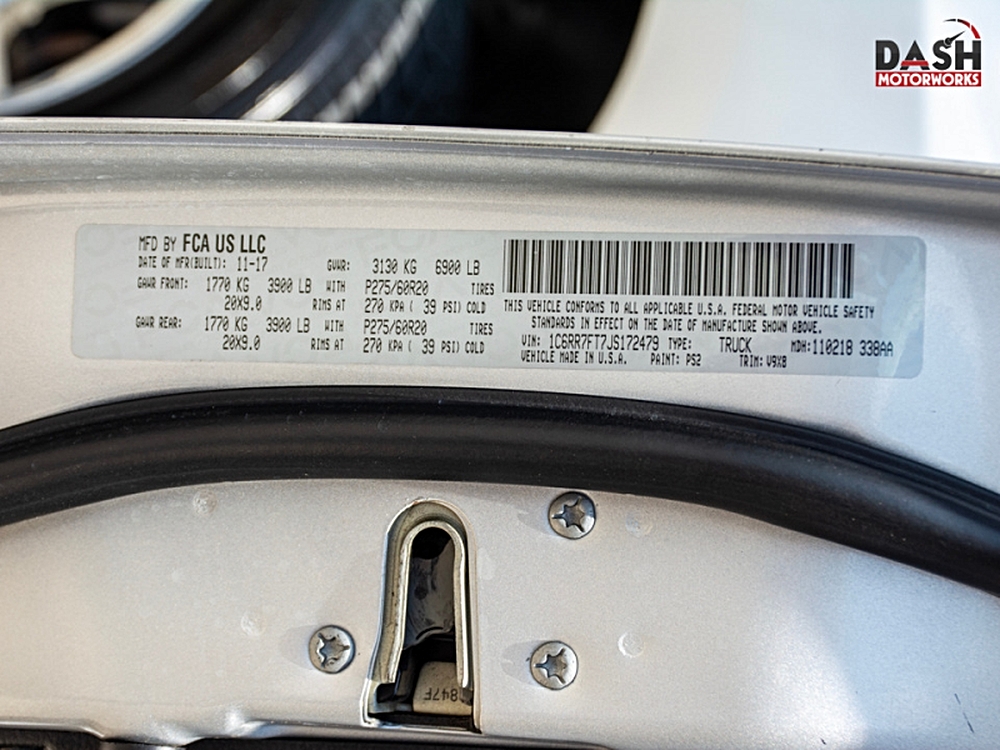 DASH
MOTORWORKS
MFD BY FCA US LLC
DATE OF MFR(BUILT): 11-17 GVWR: 3130 KG 6900 LB
GAWR FRONT: 1770 KG 3900 LB WITH P275/60R20 TIRES
20X9.0 RIMS AT 270 KPA ( 39 PSI) COLD
GAWR REAR: 1770 KG 3900 LB WITH P275/60R20 TIRES
20X9.0 RIMS AT 270 KPA ( 39 PSI) COLD
THIS VEHICLE CONFORMS TO ALL APPLICABLE U.S.A. FEDERAL MOTOR VEHICLE SAFETY
STANDARDS IN EFFECT ON THE DATE OF MANUFACTURE SHOWN ABOVE.
VIN: 1C6RR7FT7JS172479 TYPE: TRUCK MDH:110218 338AA
VEHICLE MADE IN U.S.A. PAINT: PS2 TRIM: V9X8
847F